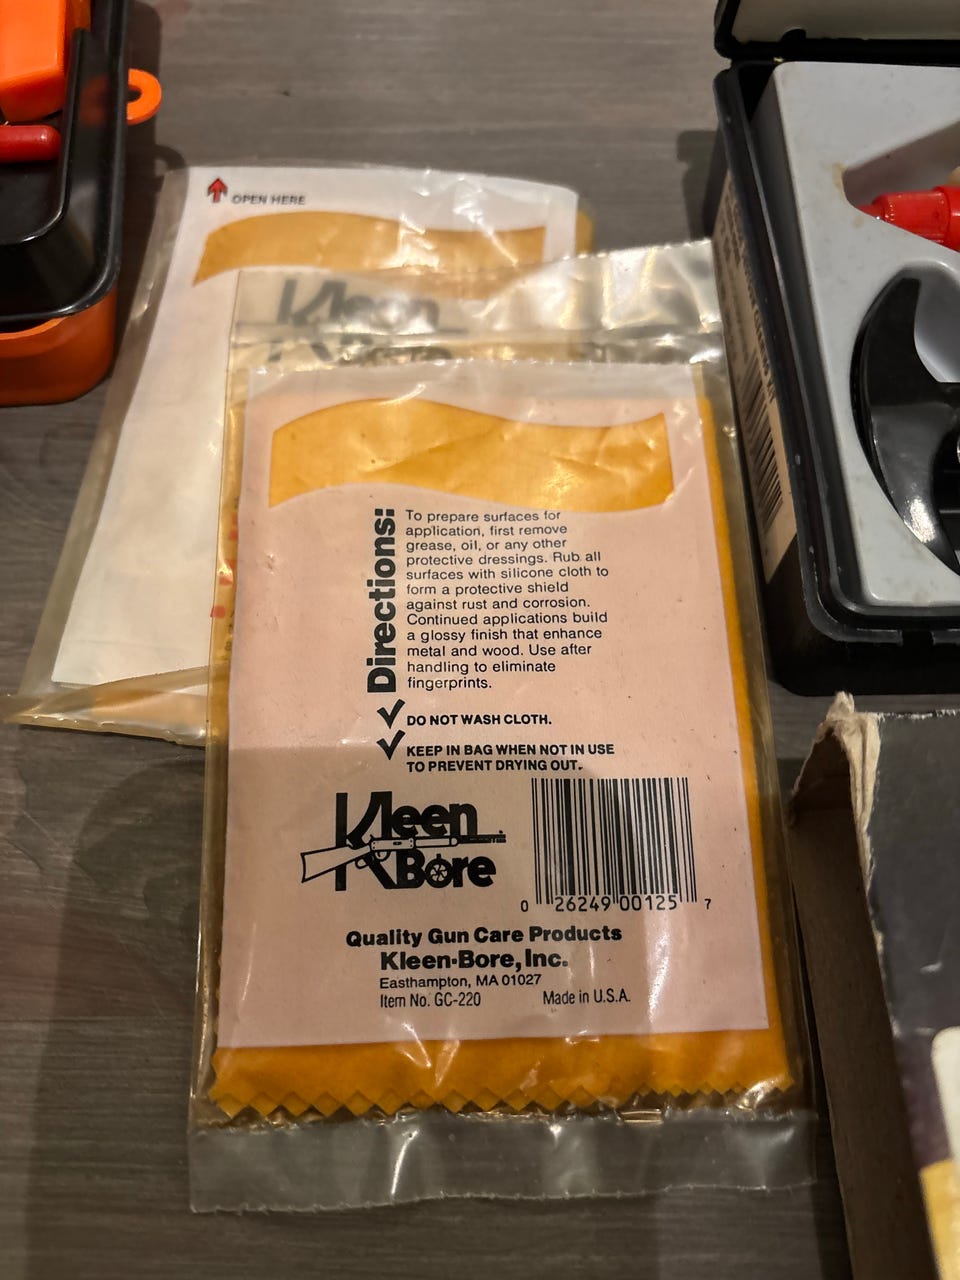 OPEN HERE
Kleen
Directions:
To prepare surfaces for
application, first remove
grease, oil, or any other
protective dressings. Rub all
surfaces with silicone cloth to
form a protective shield
against rust and corrosion.
Continued applications build
a glossy finish that enhance
metal and wood. Use after
handling to eliminate
fingerprints.
DO NOT WASH CLOTH.
KEEP IN BAG WHEN NOT IN USE
TO PREVENT DRYING OUT.
Kleen
Bore
0 26249 00125 7
Quality Gun Care Products
Kleen-Bore, Inc.
Easthampton, MA 01027
Item No. GC-220 Made in U.S.A.